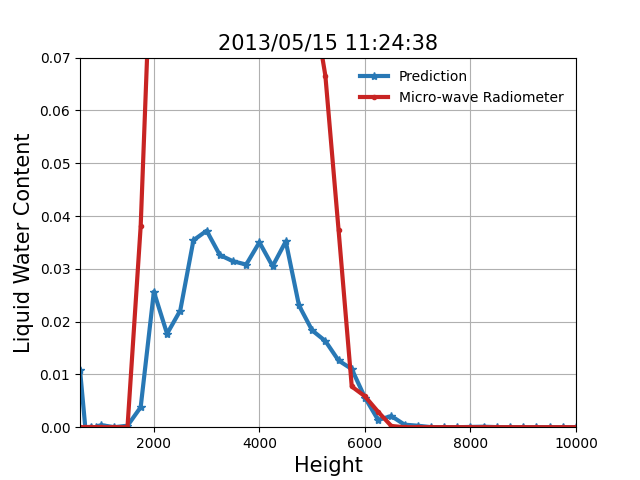 2013/05/15 11:24:38
Prediction
Micro-wave Radiometer
Liquid Water Content
0.07
0.06
0.05
0.04
0.03
0.02
0.01
0.00
2000 4000 6000 8000 10000
Height